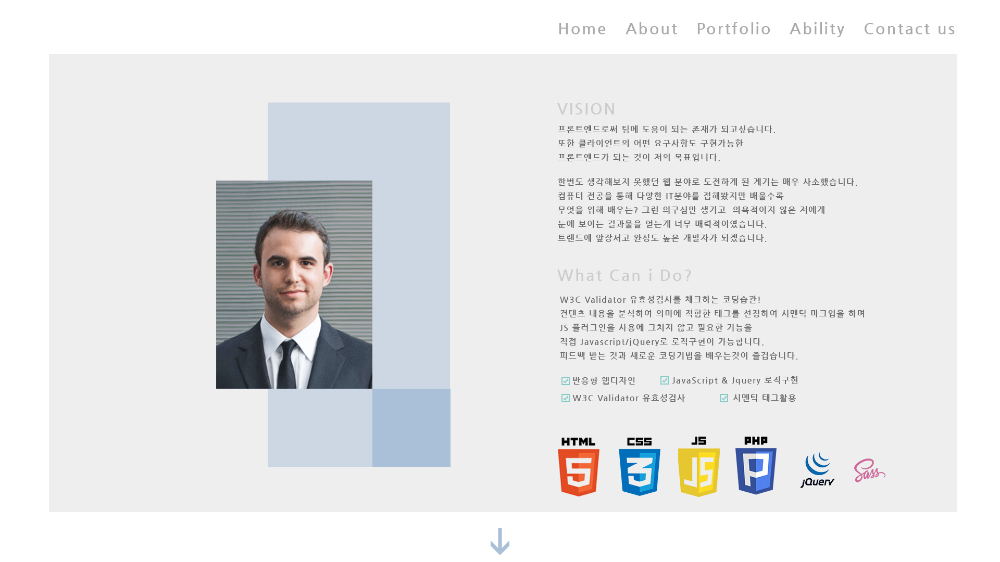 Home About Portfolio Ability Contact us
VISION
프론트엔드로써 팀에 도움이 되는 존재가 되고싶습니다.
또한 클라이언트의 어떤 요구사항도 구현가능한
프론트엔드가 되는 것이 저의 목표입니다.
한번도 생각해보지 못했던 웹 분야로 도전하게 된 계기는 매우 사소했습니다.
컴퓨터 전공을 통해 다양한 IT분야를 접해봤지만 배울수록
무엇을 위해 배우는? 그런 의구심만 생기고 의욕적이지 않은 저에게
눈에 보이는 결과물을 얻는게 너무 매력적이였습니다.
트렌드에 앞장서고 완성도 높은 개발자가 되겠습니다.
What Can i Do?
W3C Validator 유효성검사를 체크하는 코딩습관!
컨텐츠 내용을 분석하여 의미에 적합한 태그를 선정하여 시멘틱 마크업을 하며
JS 플러그인을 사용에 그치지 않고 필요한 기능을
직접 Javascript/jQuery로 로직구현이 가능합니다.
피드백 받는 것과 새로운 코딩기법을 배우는것이 즐겁습니다.
반응형 웹디자인 JavaScript & Jquery 로직구현
W3C Validator 유효성검사 시멘틱 태그활용
HTML CSS JS PHP
5 3 JS P jQuery Sass